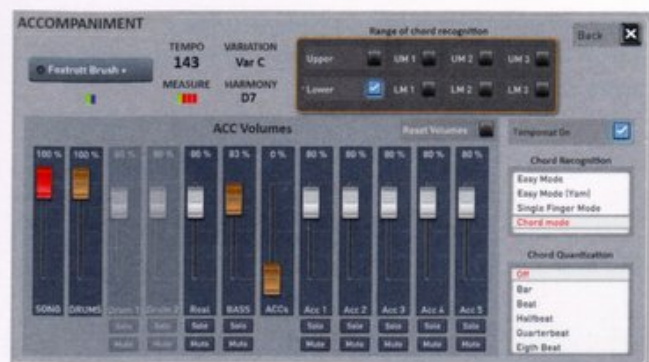 ACCOMPANIMENT
Range of chord recognition
Back
TEMPO
VARIATION
143
Var C
MEASURE
HARMONY
D7
Foxtrott Brush
Upper
UM 1
UM 2
UM 3
Lower
LM 1
LM 2
LM 3
ACC Volumes
Reset Volumes
100 %
100 %
80 %
80 %
80 %
83 %
0 %
80 %
80 %
80 %
80 %
80 %
SONG
DRUMS
Drum 1
Drum 2
Real
BASS
ACCs
Acc 1
Acc 2
Acc 3
Acc 4
Acc 5
Solo
Solo
Solo
Solo
Solo
Solo
Solo
Solo
Solo
Mute
Mute
Mute
Mute
Mute
Mute
Mute
Mute
Mute
Chord Recognition
Easy Mode
Easy Mode (Yam)
Single Finger Mode
Chord mode
Chord Quantization
Off
Bar
Beat
Halfbeat
Quarterbeat
Eigth Beat